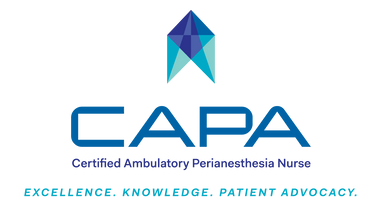 CAPA
Certified Ambulatory Perianesthesia Nurse
EXCELLENCE. KNOWLEDGE. PATIENT ADVOCACY.